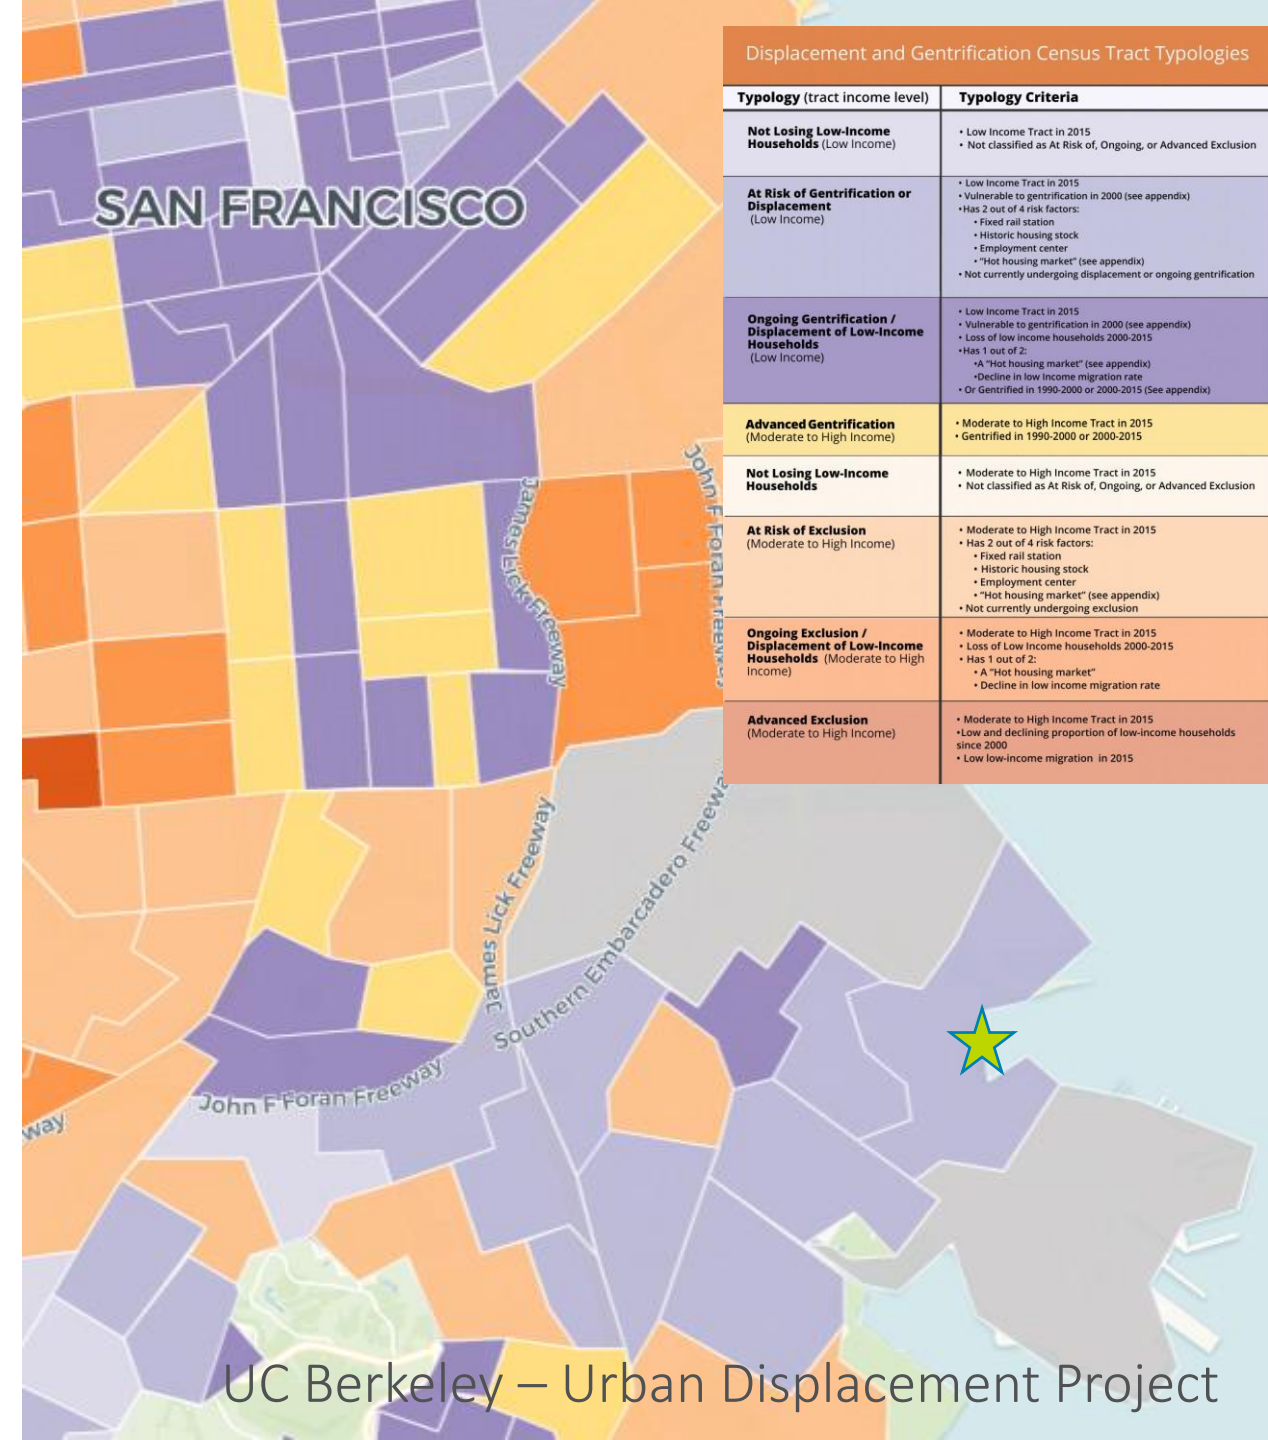 Displacement and Gentrification Census Tract Typologies
Typology (tract income level)
Typology Criteria
Not Losing Low-Income
Households (Low Income)
• Low Income Tract in 2015
• Not classified as At Risk of, Ongoing, or Advanced Exclusion
At Risk of Gentrification or
Displacement
(Low Income)
• Low Income Tract in 2015
• Vulnerable to gentrification in 2000 (see appendix)
•Has 2 out of 4 risk factors:
• Fixed rail station
• Historic housing stock
• Employment center
• "Hot housing market" (see appendix)
• Not currently undergoing displacement or ongoing gentrification
Ongoing Gentrification /
Displacement of Low-Income
Households
(Low Income)
• Low Income Tract in 2015
• Vulnerable to gentrification in 2000 (see appendix)
• Loss of low income households 2000-2015
•Has 1 out of 2:
•A "Hot housing market" (see appendix)
•Decline in low Income migration rate
• Or Gentrified in 1990-2000 or 2000-2015 (See appendix)
Advanced Gentrification
(Moderate to High Income)
• Moderate to High Income Tract in 2015
• Gentrified in 1990-2000 or 2000-2015
Not Losing Low-Income
Households
• Moderate to High Income Tract in 2015
• Not classified as At Risk of, Ongoing, or Advanced Exclusion
At Risk of Exclusion
(Moderate to High Income)
• Moderate to High Income Tract in 2015
• Has 2 out of 4 risk factors:
• Fixed rail station
• Historic housing stock
• Employment center
• "Hot housing market" (see appendix)
• Not currently undergoing exclusion
Ongoing Exclusion /
Displacement of Low-Income
Households (Moderate to High
Income)
• Moderate to High Income Tract in 2015
• Loss of Low Income households 2000-2015
• Has 1 out of 2:
• A "Hot housing market"
• Decline in low income migration rate
Advanced Exclusion
(Moderate to High Income)
• Moderate to High Income Tract in 2015
•Low and declining proportion of low-income households
since 2000
• Low low-income migration in 2015
SAN FRANCISCO
James Lick Freeway
John F Foran Freeway
James Lick Freeway
Southern Embarcadero Freeway
John F Foran Freeway
way
UC Berkeley – Urban Displacement Project